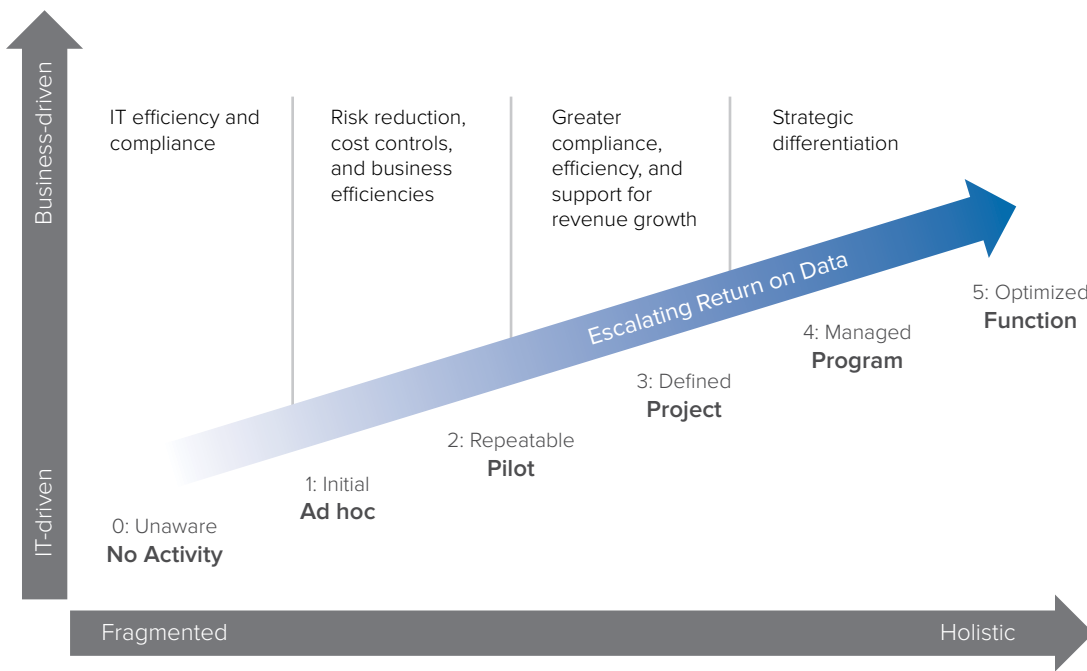 Business-driven
IT-driven
IT efficiency and
compliance
Risk reduction,
cost controls,
and business
efficiencies
Greater
compliance,
efficiency, and
support for
revenue growth
Strategic
differentiation
Escalating Return on Data
0: Unaware
No Activity
1: Initial
Ad hoc
2: Repeatable
Pilot
3: Defined
Project
4: Managed
Program
5: Optimized
Function
Fragmented
Holistic